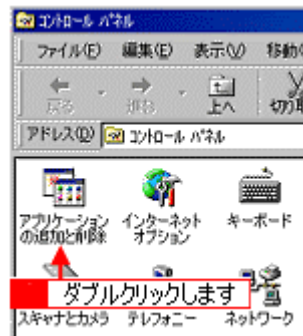 コントロール パネル
ファイル(F) 編集(E) 表示(V) 移動(
戻る 進む 上へ 切り取
アドレス(D) コントロール パネル
アプリケーション
の追加と削除
インターネット
オプション
キーボード
ダブルクリックします
スキャナとカメラ テレフォニー ネットワーク